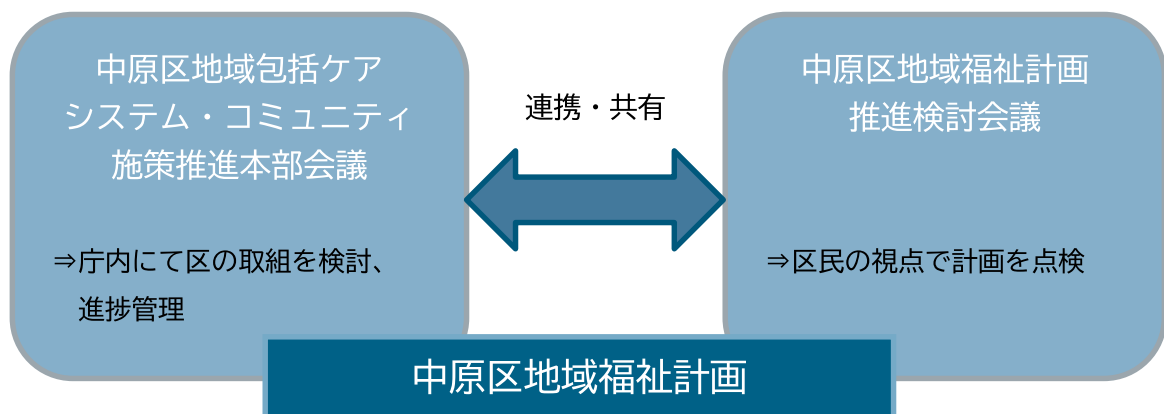 中原区地域包括ケア
システム・コミュニティ
施策推進本部会議
⇒庁内にて区の取組を検討、
進捗管理
連携・共有
中原区地域福祉計画
推進検討会議
⇒区民の視点で計画を点検
中原区地域福祉計画